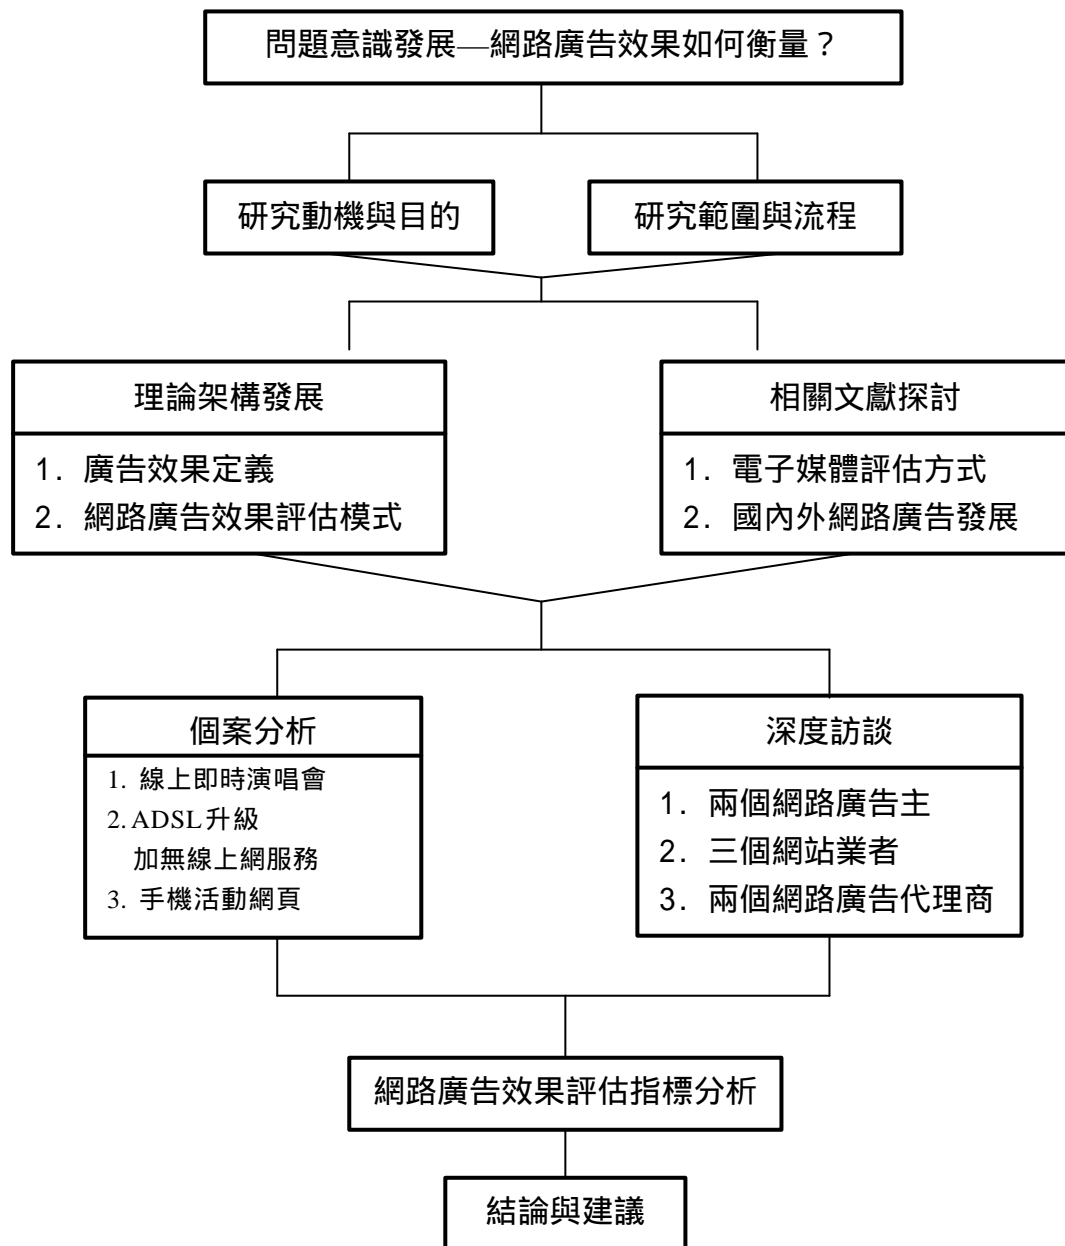 問題意識發展—網路廣告效果如何衡量？
研究動機與目的
研究範圍與流程
理論架構發展
1. 廣告效果定義
2. 網路廣告效果評估模式
相關文獻探討
1. 電子媒體評估方式
2. 國內外網路廣告發展
個案分析
1. 線上即時演唱會
2. ADSL升級
加無線上網服務
3. 手機活動網頁
深度訪談
1. 兩個網路廣告主
2. 三個網站業者
3. 兩個網路廣告代理商
網路廣告效果評估指標分析
結論與建議